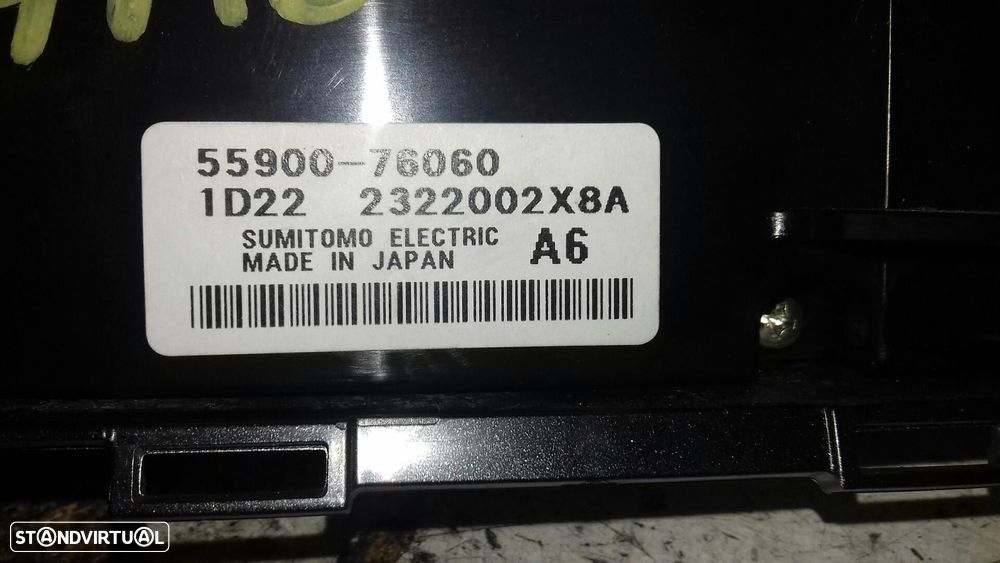 55900-76060
1D22 2322002X8A
SUMITOMO ELECTRIC A6
MADE IN JAPAN
STANDVIRTUAL